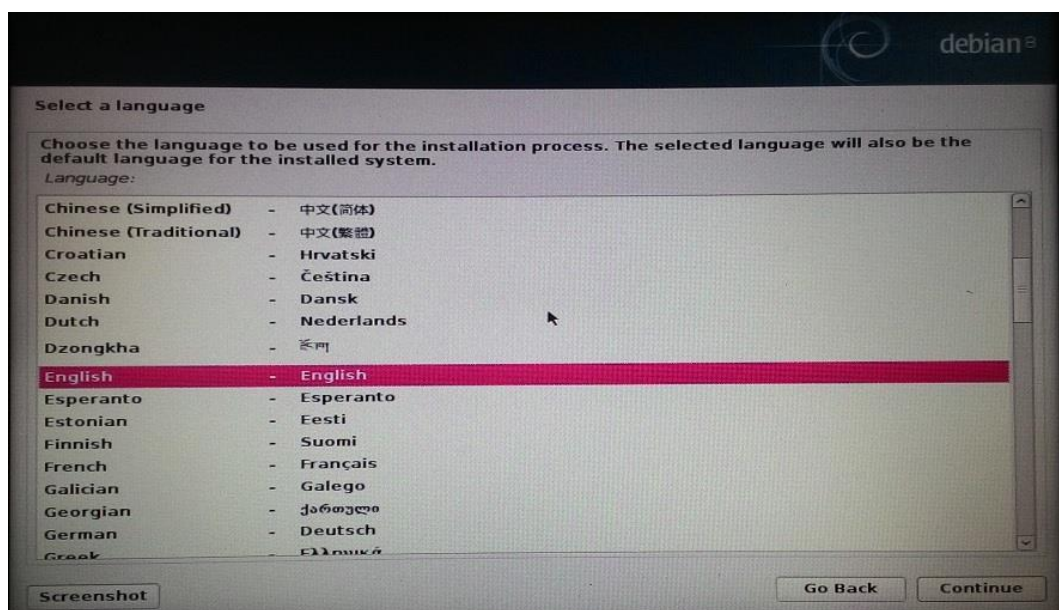 debian 8
Select a language
Choose the language to be used for the installation process. The selected language will also be the
default language for the installed system.
Language:
Chinese (Simplified) - 中文(简体)
Chinese (Traditional) - 中文(繁體)
Croatian - Hrvatski
Czech - Čeština
Danish - Dansk
Dutch - Nederlands
Dzongkha -
English - English
Esperanto - Esperanto
Estonian - Eesti
Finnish - Suomi
French - Français
Galician - Galego
Georgian - ქართული
German - Deutsch
Greek - Ελληνικά
Screenshot
Go Back
Continue